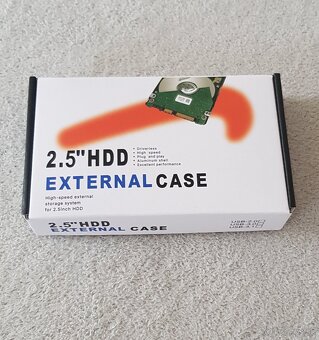 2.5"HDD
• Driverless
• High speed
• Plug and play
• Aluminum shell
• Excellent performance
EXTERNAL CASE
High-speed external
storage system
for 2.5inch HDD
2.5"HDD
EXTERNAL CASE